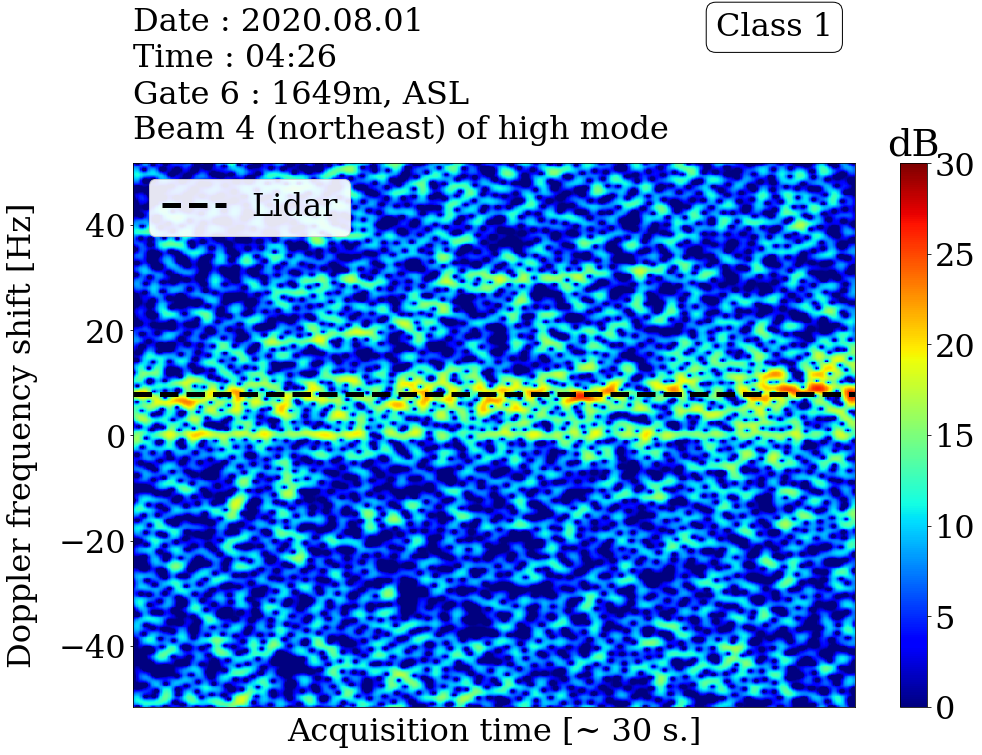 Date : 2020.08.01
Time : 04:26
Gate 6 : 1649m, ASL
Beam 4 (northeast) of high mode
Class 1
dB
Lidar
Doppler frequency shift [Hz]
40
20
0
−20
−40
30
25
20
15
10
5
0
Acquisition time [~ 30 s.]